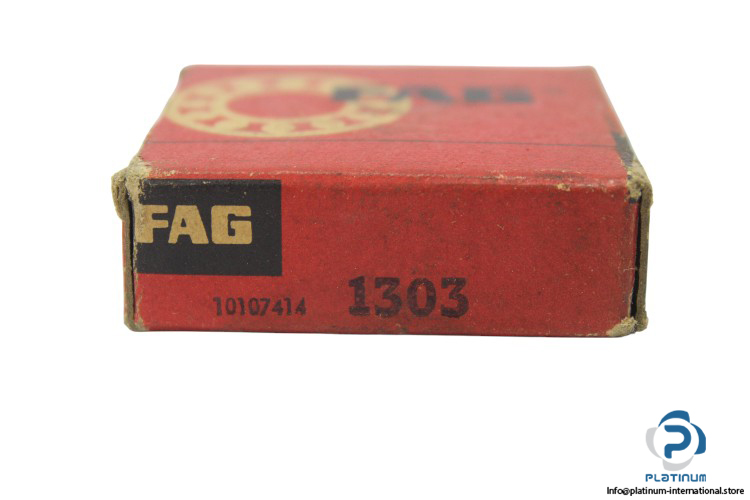 FAG
FAG
10107414 1303
PLATINUM
Info@platinum-international.store